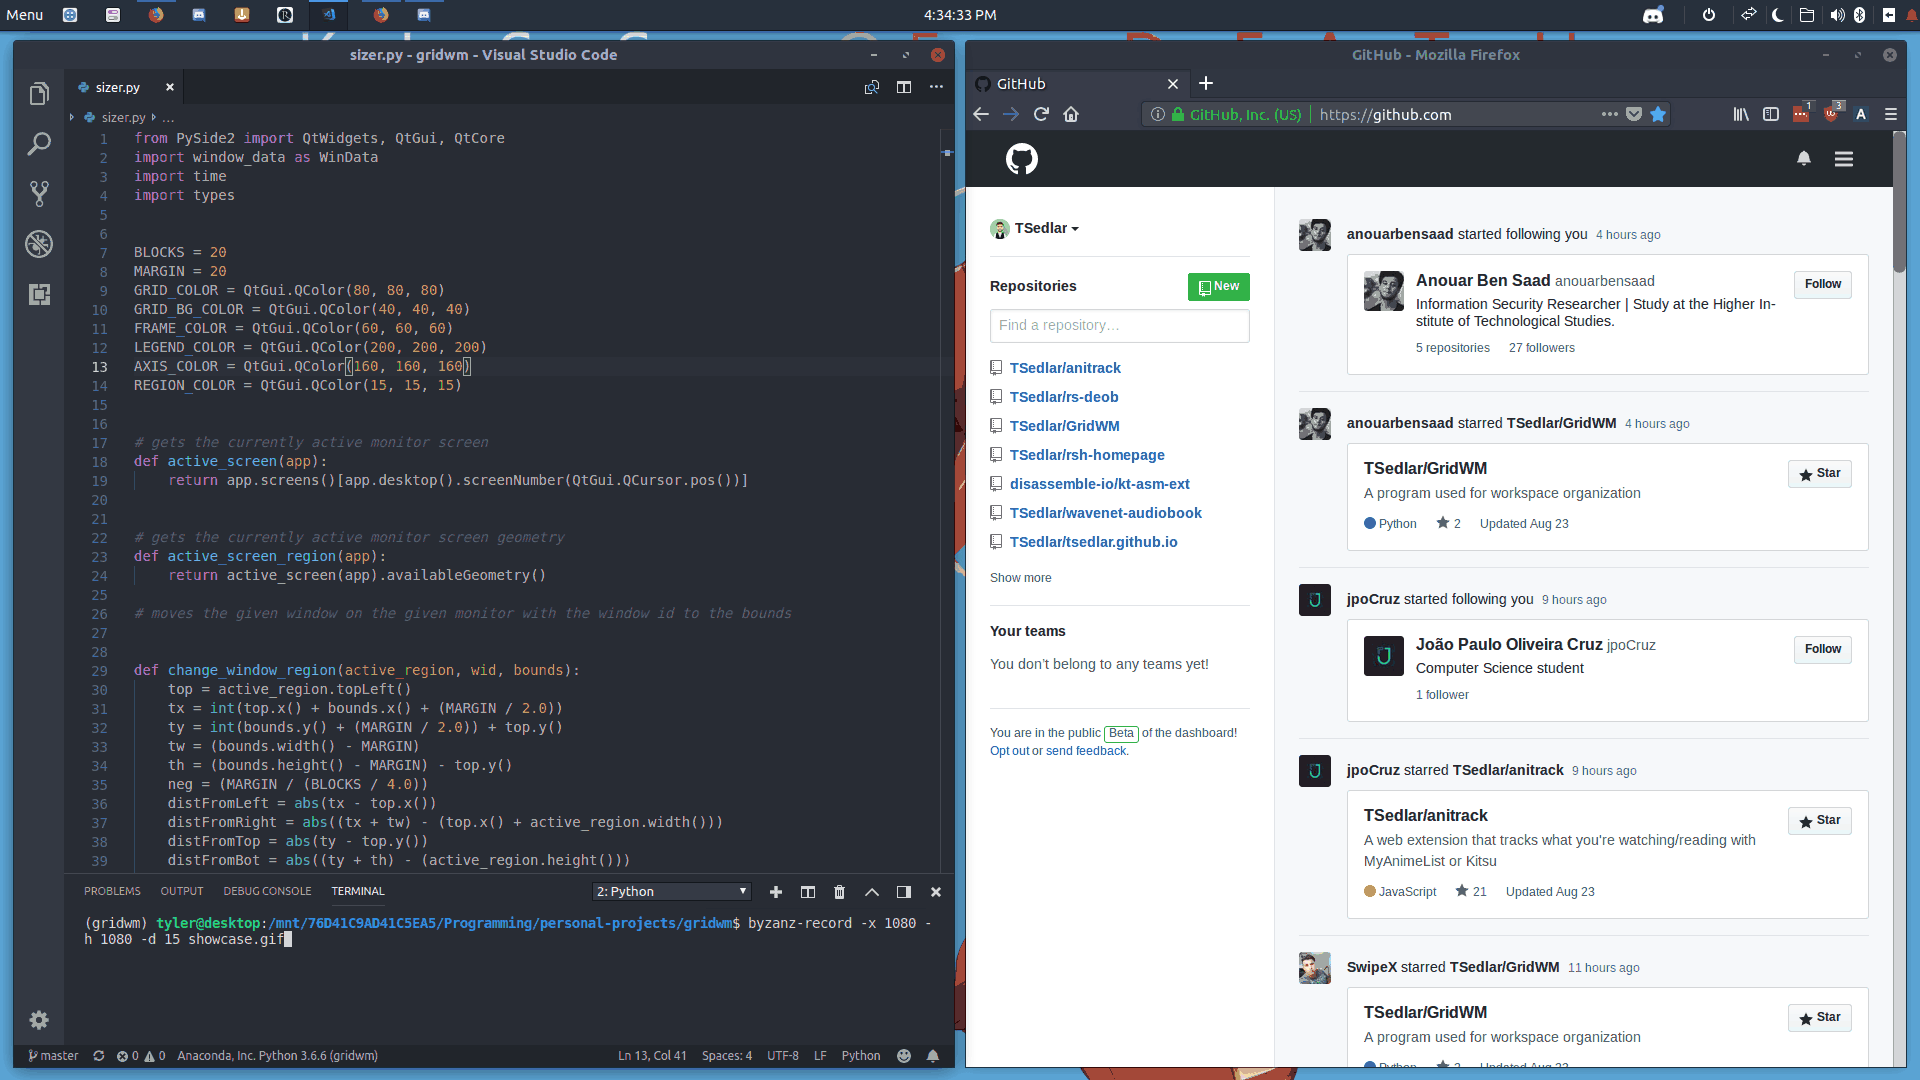 Menu
4:34:33 PM
sizer.py - gridwm - Visual Studio Code
sizer.py
sizer.py ...
1 from PySide2 import QtWidgets, QtGui, QtCore
2 import window_data as WinData
3 import time
4 import types
5
6
7 BLOCKS = 20
8 MARGIN = 20
9 GRID_COLOR = QtGui.QColor(80, 80, 80)
10 GRID_BG_COLOR = QtGui.QColor(40, 40, 40)
11 FRAME_COLOR = QtGui.QColor(60, 60, 60)
12 LEGEND_COLOR = QtGui.QColor(200, 200, 200)
13 AXIS_COLOR = QtGui.QColor(160, 160, 160)
14 REGION_COLOR = QtGui.QColor(15, 15, 15)
15
16
17 # gets the currently active monitor screen
18 def active_screen(app):
19 return app.screens()[app.desktop().screenNumber(QtGui.QCursor.pos())]
20
21
22 # gets the currently active monitor screen geometry
23 def active_screen_region(app):
24 return active_screen(app).availableGeometry()
25
26 # moves the given window on the given monitor with the window id to the bounds
27
28
29 def change_window_region(active_region, wid, bounds):
30 top = active_region.topLeft()
31 tx = int(top.x() + bounds.x() + (MARGIN / 2.0))
32 ty = int(bounds.y() + (MARGIN / 2.0)) + top.y()
33 tw = (bounds.width() - MARGIN)
34 th = (bounds.height() - MARGIN) - top.y()
35 neg = (MARGIN / (BLOCKS / 4.0))
36 distFromLeft = abs(tx - top.x())
37 distFromRight = abs((tx + tw) - (top.x() + active_region.width()))
38 distFromTop = abs(ty - top.y())
39 distFromBot = abs((ty + th) - (active_region.height()))
PROBLEMS OUTPUT DEBUG CONSOLE TERMINAL 2: Python
(gridwm) tyler@desktop:/mnt/76D41C9AD41C5EA5/Programming/personal-projects/gridwm$ byzanz-record -x 1080 -
h 1080 -d 15 showcase.gif
master 0 0 Anaconda, Inc. Python 3.6.6 (gridwm) Ln 13, Col 41 Spaces: 4 UTF-8 LF Python
GitHub - Mozilla Firefox
GitHub
GitHub, Inc. (US) https://github.com 1 3 A
TSedlar
Repositories New
Find a repository…
TSedlar/anitrack
TSedlar/rs-deob
TSedlar/GridWM
TSedlar/rsh-homepage
disassemble-io/kt-asm-ext
TSedlar/wavenet-audiobook
TSedlar/tsedlar.github.io
Show more
Your teams
You don't belong to any teams yet!
You are in the public Beta of the dashboard!
Opt out or send feedback.
anouarbensaad started following you 4 hours ago
Anouar Ben Saad anouarbensaad Follow
Information Security Researcher | Study at the Higher In-
stitute of Technological Studies.
5 repositories 27 followers
anouarbensaad starred TSedlar/GridWM 4 hours ago
TSedlar/GridWM Star
A program used for workspace organization
Python 2 Updated Aug 23
jpoCruz started following you 9 hours ago
João Paulo Oliveira Cruz jpoCruz Follow
Computer Science student
1 follower
jpoCruz starred TSedlar/anitrack 9 hours ago
TSedlar/anitrack Star
A web extension that tracks what you're watching/reading with
MyAnimeList or Kitsu
JavaScript 21 Updated Aug 23
SwipeX starred TSedlar/GridWM 11 hours ago
TSedlar/GridWM Star
A program used for workspace organization
Python 2 Updated Aug 23